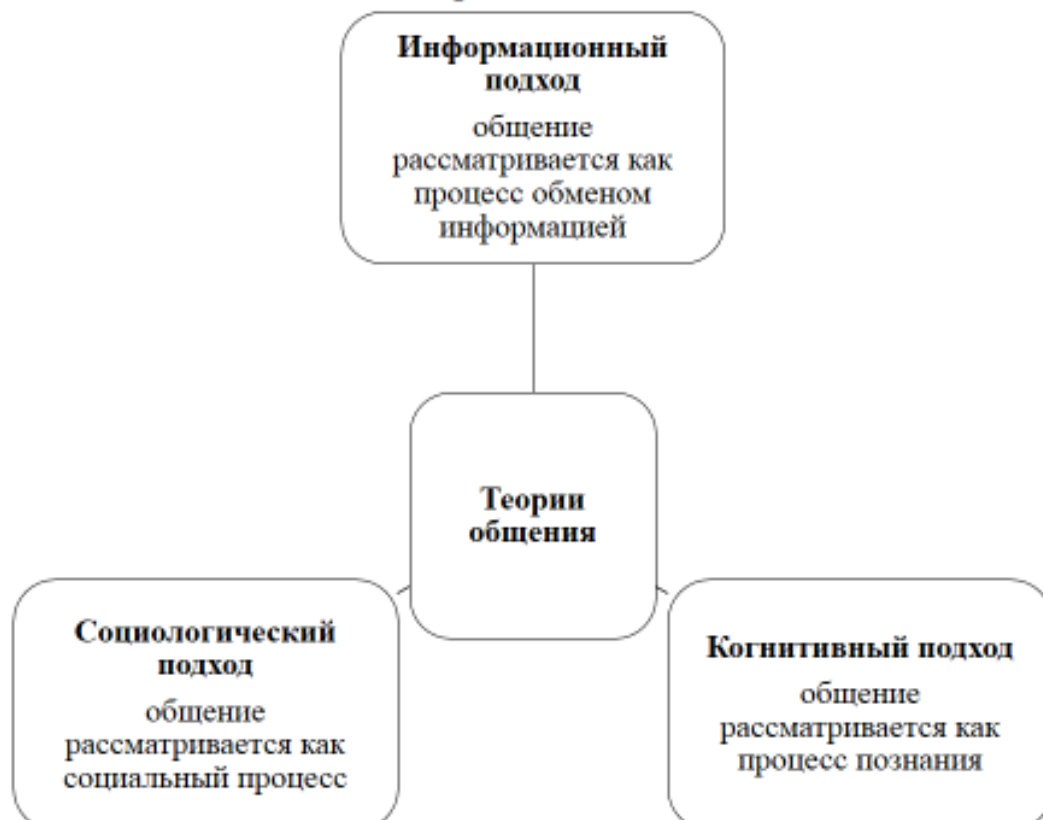 Информационный
подход
общение
рассматривается как
процесс обменом
информацией
Теории
общения
Социологический
подход
общение
рассматривается как
социальный процесс
Когнитивный подход
общение
рассматривается как
процесс познания